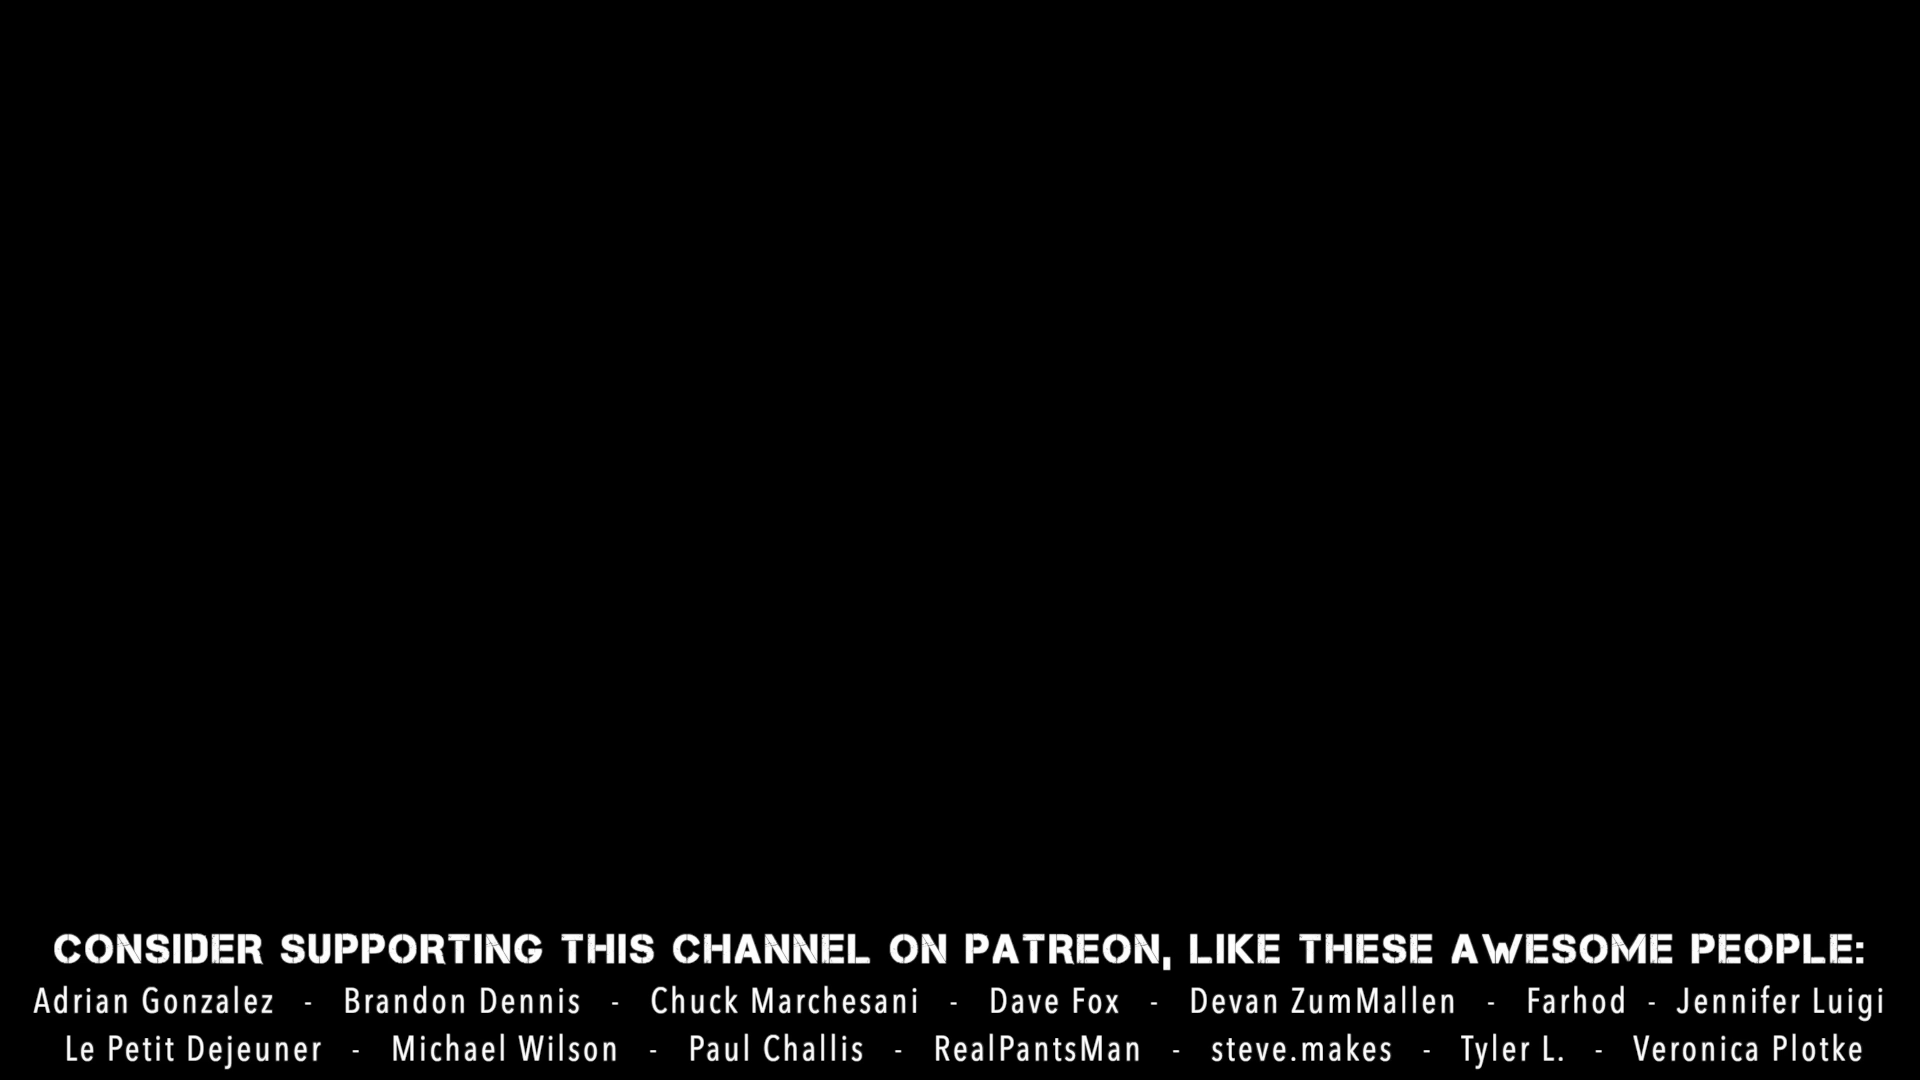 CONSIDER SUPPORTING THIS CHANNEL ON PATREON, LIKE THESE AWESOME PEOPLE:
Adrian Gonzalez - Brandon Dennis - Chuck Marchesani - Dave Fox - Devan ZumMallen - Farhod - Jennifer Luigi
Le Petit Dejeuner - Michael Wilson - Paul Challis - RealPantsMan - steve.makes - Tyler L. - Veronica Plotke